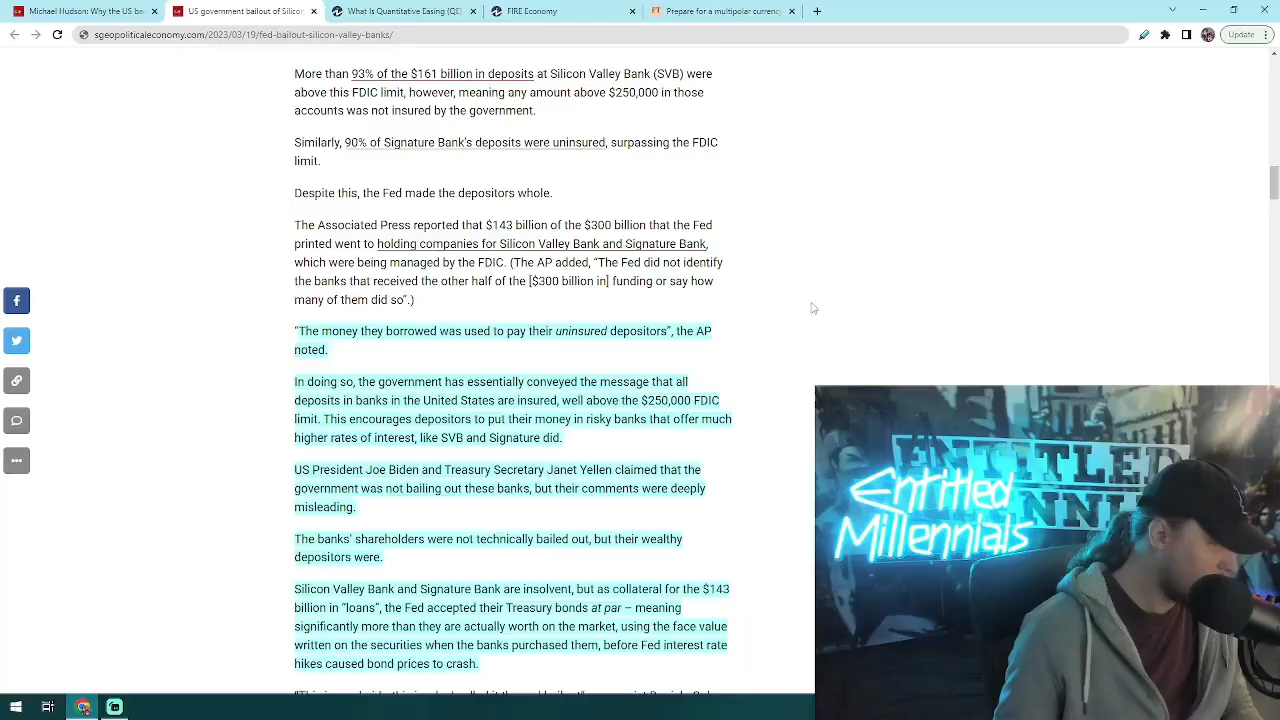 Michael Hudson: Why the US ba
US government bailout of Silicon
What Is Quantitative Easing (QE)
FIRE Economy
Prepare for a multipolar currency
sgeopoliticaleconomy.com/2023/03/19/fed-bailout-silicon-valley-banks/
Update
More than 93% of the $161 billion in deposits at Silicon Valley Bank (SVB) were
above this FDIC limit, however, meaning any amount above $250,000 in those
accounts was not insured by the government.
Similarly, 90% of Signature Bank's deposits were uninsured, surpassing the FDIC
limit.
Despite this, the Fed made the depositors whole.
The Associated Press reported that $143 billion of the $300 billion that the Fed
printed went to holding companies for Silicon Valley Bank and Signature Bank,
which were being managed by the FDIC. (The AP added, “The Fed did not identify
the banks that received the other half of the [$300 billion in] funding or say how
many of them did so”.)
“The money they borrowed was used to pay their uninsured depositors”, the AP
noted.
In doing so, the government has essentially conveyed the message that all
deposits in banks in the United States are insured, well above the $250,000 FDIC
limit. This encourages depositors to put their money in risky banks that offer much
higher rates of interest, like SVB and Signature did.
US President Joe Biden and Treasury Secretary Janet Yellen claimed that the
government was not bailing out these banks, but their comments were deeply
misleading.
The banks' shareholders were not technically bailed out, but their wealthy
depositors were.
Silicon Valley Bank and Signature Bank are insolvent, but as collateral for the $143
billion in “loans”, the Fed accepted their Treasury bonds at par – meaning
significantly more than they are actually worth on the market, using the face value
written on the securities when the banks purchased them, before Fed interest rate
hikes caused bond prices to crash.
ENTITLED
Entitled
Millennials